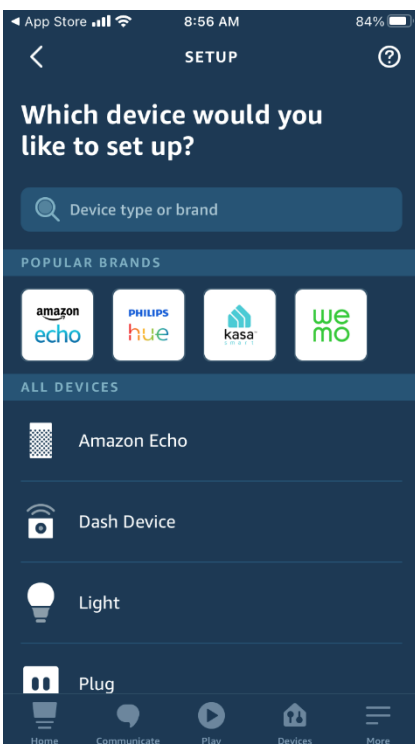 App Store
8:56 AM
84%
SETUP
?
Which device would you
like to set up?
Device type or brand
POPULAR BRANDS
amazon
echo
PHILIPS
hue
kasa
smart
we
mo
ALL DEVICES
Amazon Echo
Dash Device
Light
Plug
Home
Communicate
Play
Devices
More